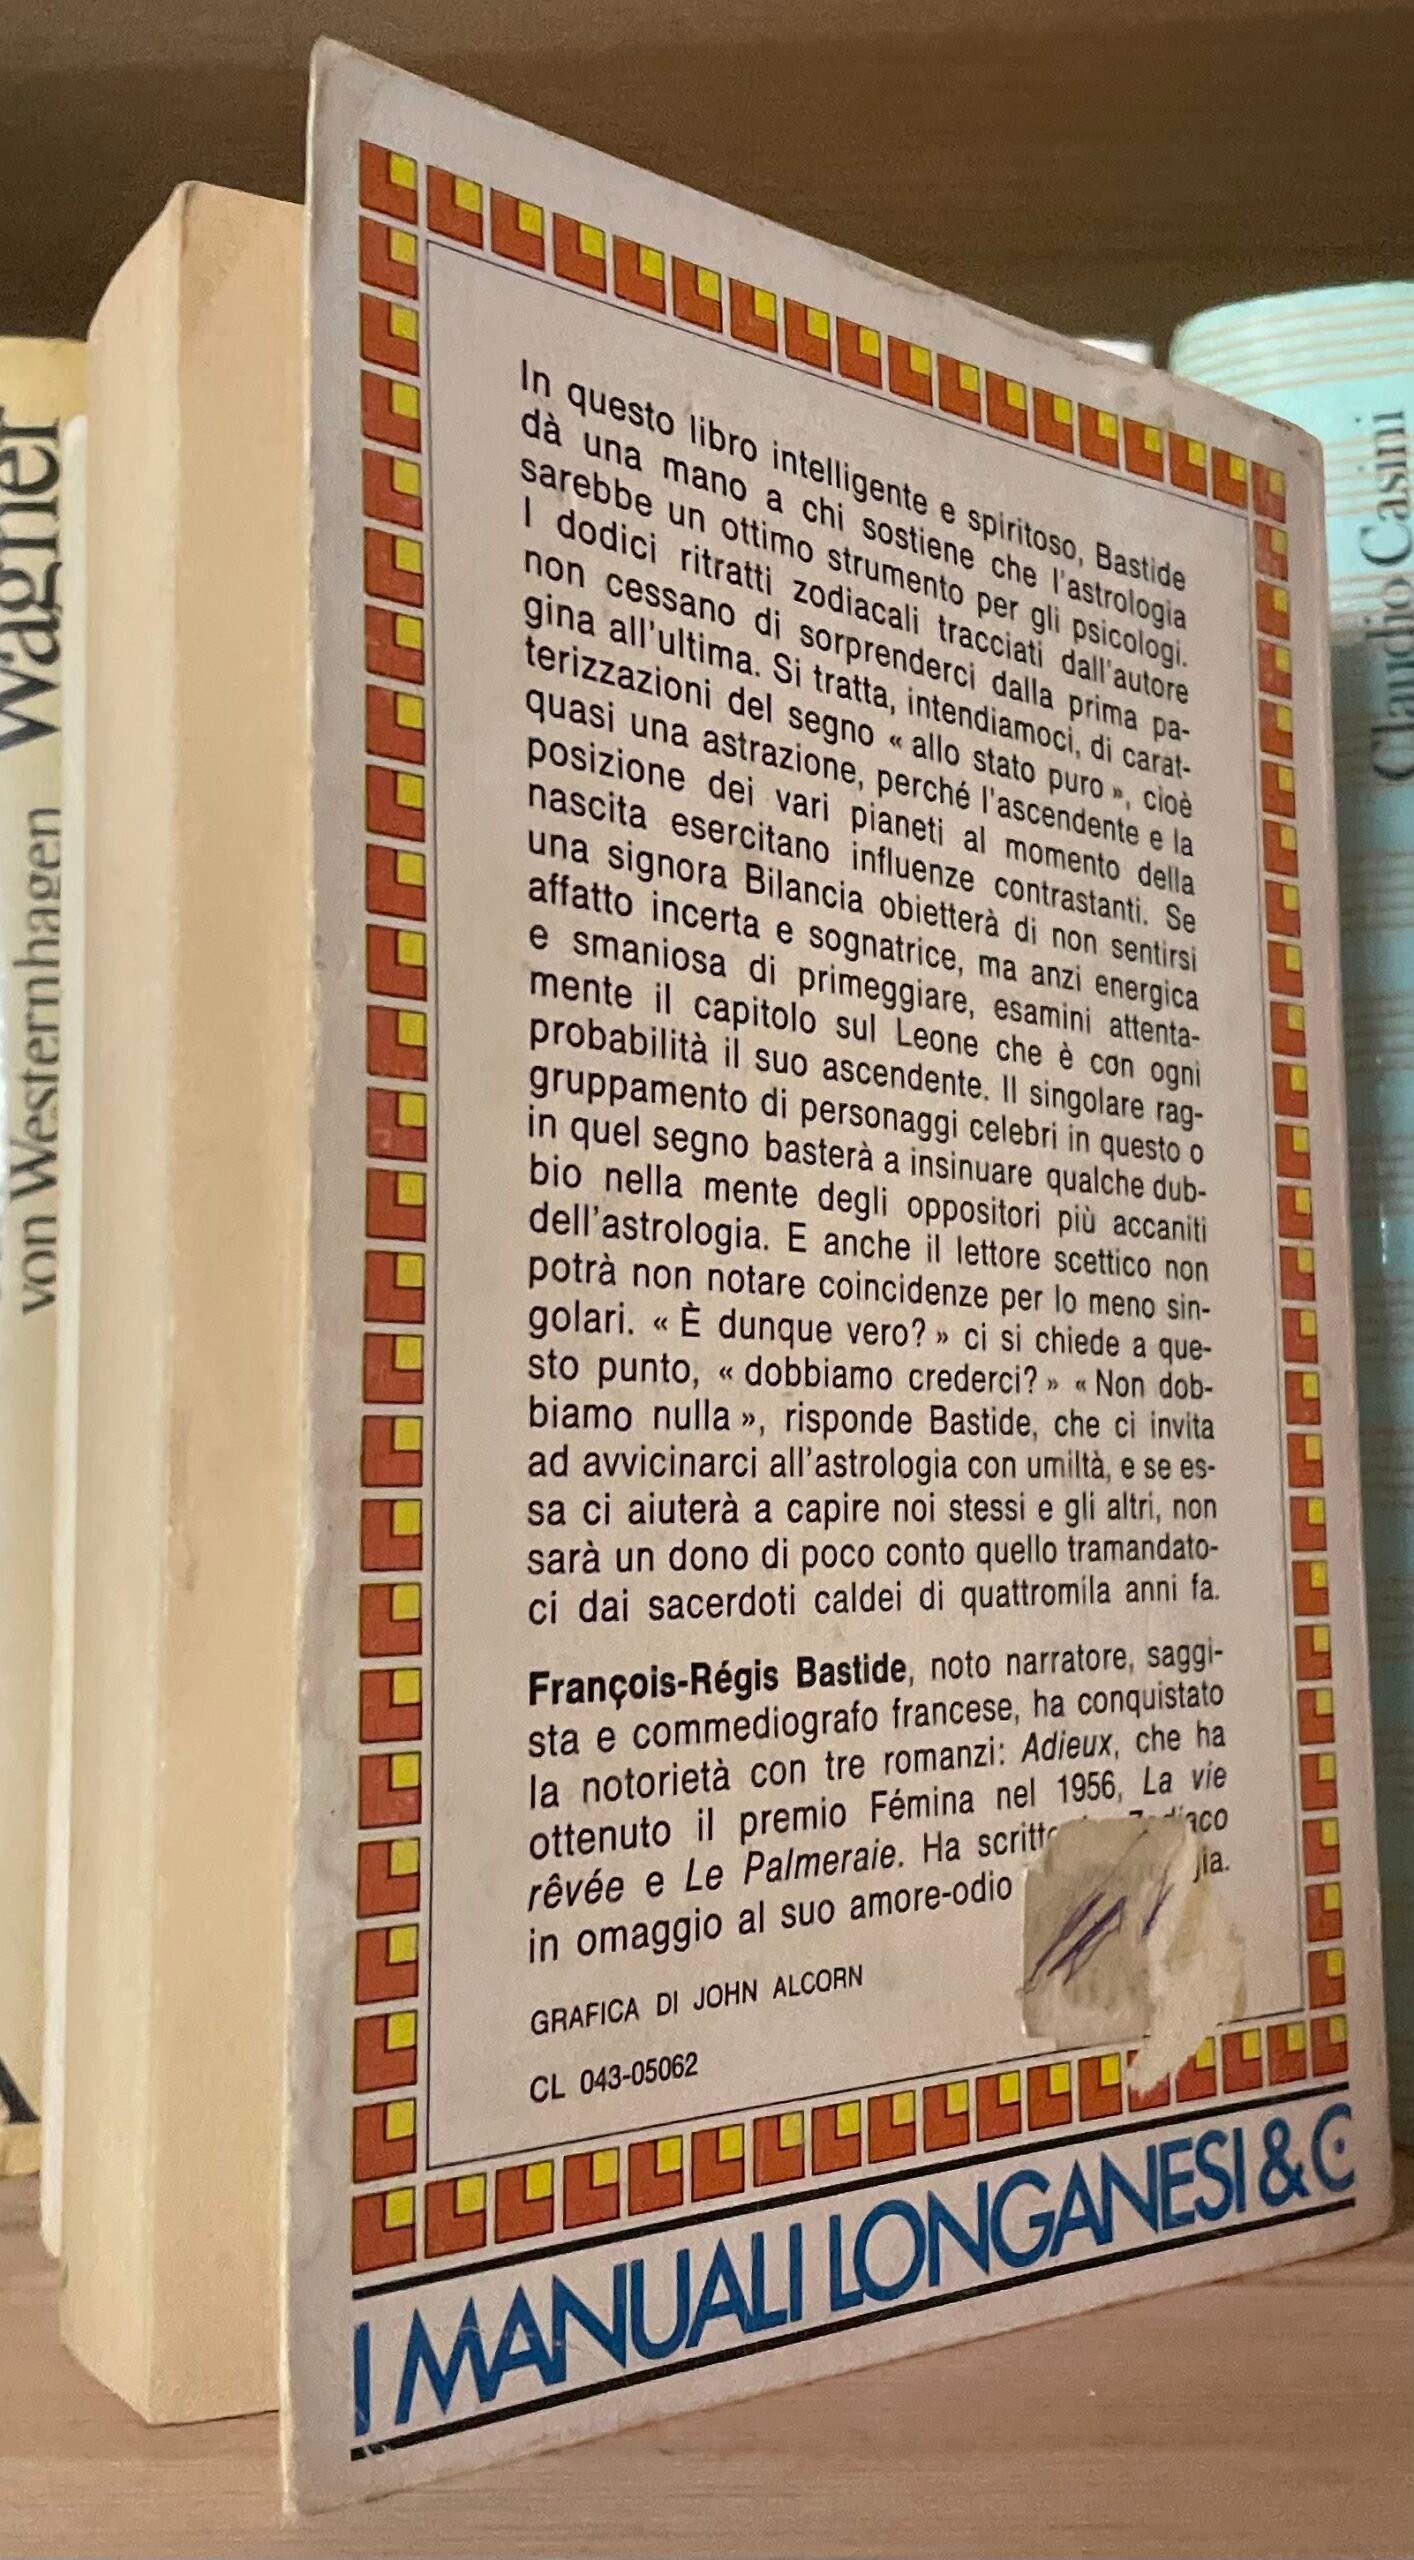 In questo libro intelligente e spiritoso, Bastide
dà una mano a chi sostiene che l'astrologia
sarebbe un ottimo strumento per gli psicologi.
I dodici ritratti zodiacali tracciati dall'autore
non cessano di sorprenderci dalla prima pa-
gina all'ultima. Si tratta, intendiamoci, di carat-
terizzazioni del segno « allo stato puro », cioè
quasi una astrazione, perché l'ascendente e la
posizione dei vari pianeti al momento della
nascita esercitano influenze contrastanti. Se
una signora Bilancia obietterà di non sentirsi
affatto incerta e sognatrice, ma anzi energica
e smaniosa di primeggiare, esamini attenta-
mente il capitolo sul Leone che è con ogni
probabilità il suo ascendente. Il singolare rag-
gruppamento di personaggi celebri in questo o
in quel segno basterà a insinuare qualche dub-
bio nella mente degli oppositori più accaniti
dell'astrologia. E anche il lettore scettico non
potrà non notare coincidenze per lo meno sin-
golari. « È dunque vero? » ci si chiede a que-
sto punto, « dobbiamo crederci? » « Non dob-
biamo nulla », risponde Bastide, che ci invita
ad avvicinarci all'astrologia con umiltà, e se es-
sa ci aiuterà a capire noi stessi e gli altri, non
sarà un dono di poco conto quello tramandato-
ci dai sacerdoti caldei di quattromila anni fa.
François-Régis Bastide, noto narratore, saggi-
sta e commediografo francese, ha conquistato
la notorietà con tre romanzi: Adieux, che ha
ottenuto il premio Fémina nel 1956, La vie
rêvée e Le Palmeraie. Ha scritto Zodiaco
in omaggio al suo amore-odio
GRAFICA DI JOHN ALCORN
CL 043-05062
I MANUALI LONGANESI & C.
Wagner
von Westernhagen
Claudio Casini